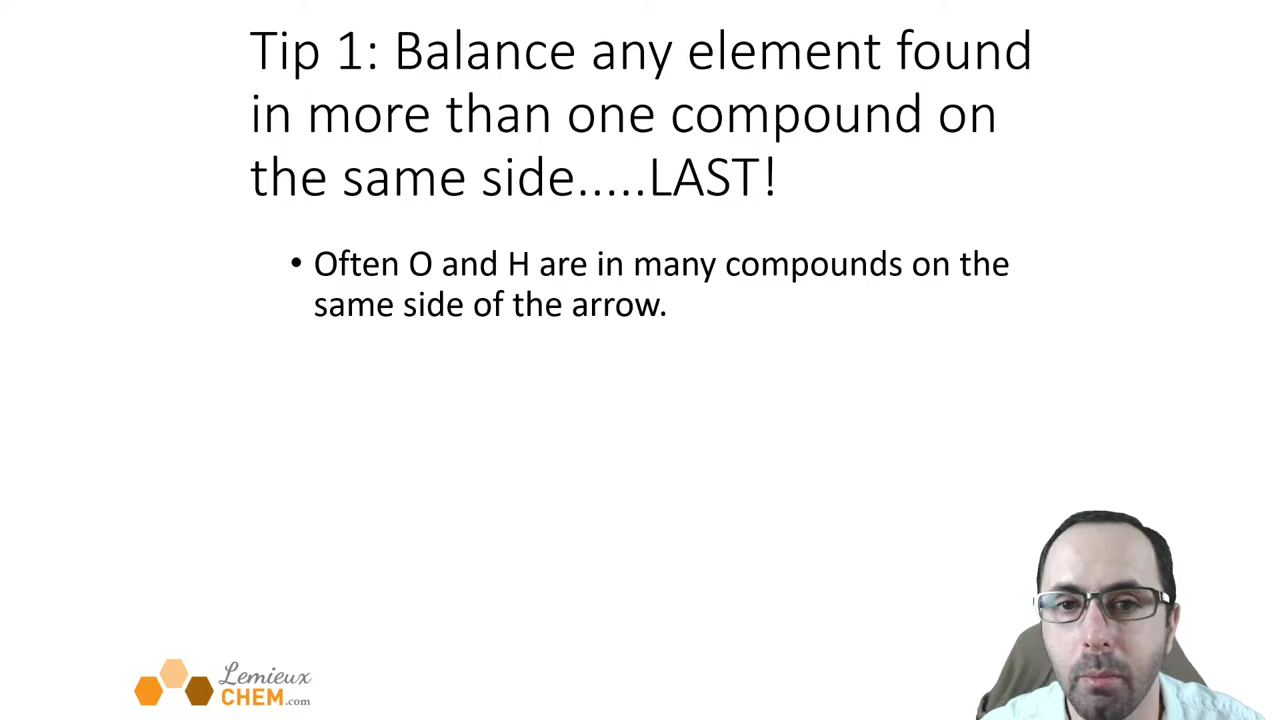 Tip 1: Balance any element found
in more than one compound on
the same side.....LAST!
• Often O and H are in many compounds on the
same side of the arrow.
Lemieux
CHEM.com